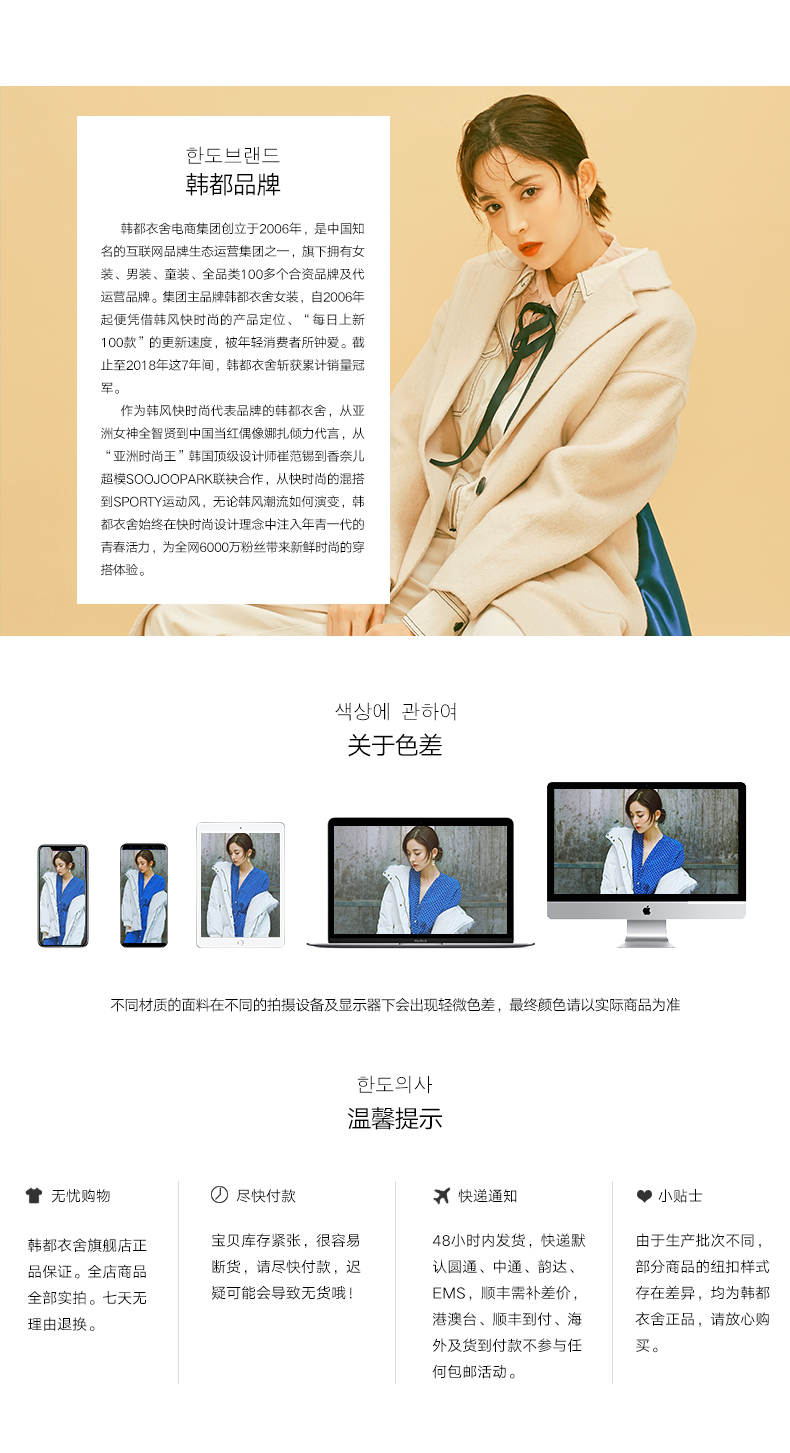 한도브랜드
韩都品牌
韩都衣舍电商集团创立于2006年，是中国知
名的互联网品牌生态运营集团之一，旗下拥有女
装、男装、童装、全品类100多个合资品牌及代
运营品牌。集团主品牌韩都衣舍女装，自2006年
起便凭借韩风快时尚的产品定位、“每日上新
100款”的更新速度，被年轻消费者所钟爱。截
止至2018年这7年间，韩都衣舍斩获累计销量冠
军。
作为韩风快时尚代表品牌的韩都衣舍，从亚
洲女神全智贤到中国当红偶像娜扎倾力代言，从
“亚洲时尚王”韩国顶级设计师崔范锡到香奈儿
超模SOOJOOPARK联袂合作，从快时尚的混搭
到SPORTY运动风，无论韩风潮流如何演变，韩
都衣舍始终在快时尚设计理念中注入年青一代的
青春活力，为全网6000万粉丝带来新鲜时尚的穿
搭体验。
색상에 관하여
关于色差
不同材质的面料在不同的拍摄设备及显示器下会出现轻微色差，最终颜色请以实际商品为准
한도의사
温馨提示
无忧购物
韩都衣舍旗舰店正
品保证。全店商品
全部实拍。七天无
理由退换。
尽快付款
宝贝库存紧张，很容易
断货，请尽快付款，迟
疑可能会导致无货哦！
快递通知
48小时内发货，快递默
认圆通、中通、韵达、
EMS，顺丰需补差价，
港澳台、顺丰到付、海
外及货到付款不参与任
何包邮活动。
小贴士
由于生产批次不同，
部分商品的纽扣样式
存在差异，均为韩都
衣舍正品，请放心购
买。